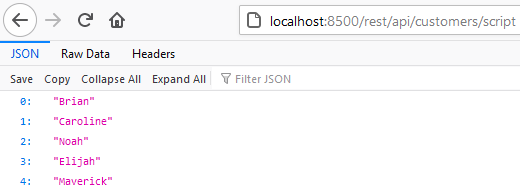 localhost:8500/rest/api/customers/script
JSON Raw Data Headers
Save Copy Collapse All Expand All Filter JSON
0: "Brian"
1: "Caroline"
2: "Noah"
3: "Elijah"
4: "Maverick"